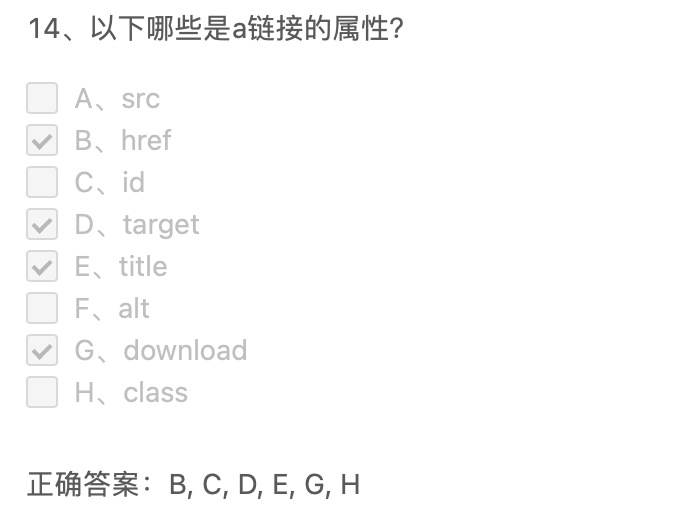 14、以下哪些是a链接的属性?
A、src
B、href
C、id
D、target
E、title
F、alt
G、download
H、class
正确答案：B, C, D, E, G, H